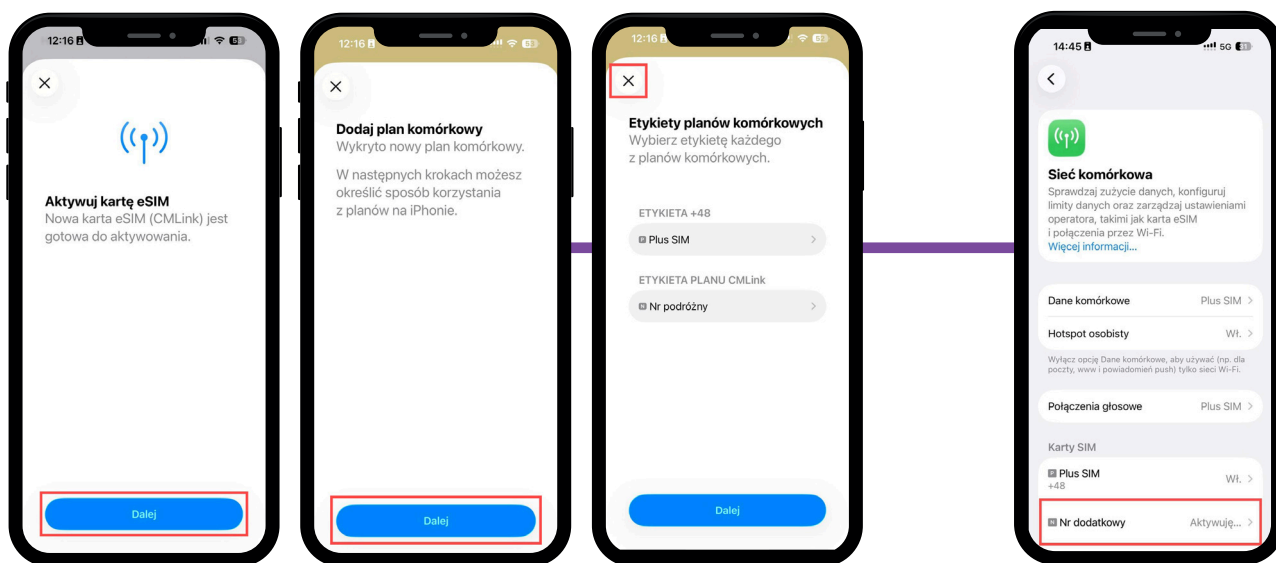 12:16
Aktywuj kartę eSIM
Nowa karta eSIM (CMLink) jest
gotowa do aktywowania.
Dalej
12:16
Dodaj plan komórkowy
Wykryto nowy plan komórkowy.
W następnych krokach możesz
określić sposób korzystania
z planów na iPhonie.
Dalej
12:16
Etykiety planów komórkowych
Wybierz etykietę każdego
z planów komórkowych.
ETYKIETA +48
P Plus SIM
ETYKIETA PLANU CMLink
N Nr podróżny
Dalej
14:45
5G
Sieć komórkowa
Sprawdzaj zużycie danych, konfiguruj
limity danych oraz zarządzaj ustawieniami
operatora, takimi jak karta eSIM
i połączenia przez Wi-Fi.
Więcej informacji...
Dane komórkowe Plus SIM
Hotspot osobisty Wł.
Wyłącz opcję Dane komórkowe, aby używać (np. dla
poczty, www i powiadomień push) tylko sieci Wi-Fi.
Połączenia głosowe Plus SIM
Karty SIM
P Plus SIM Wł.
+48
N Nr dodatkowy Aktywuję...